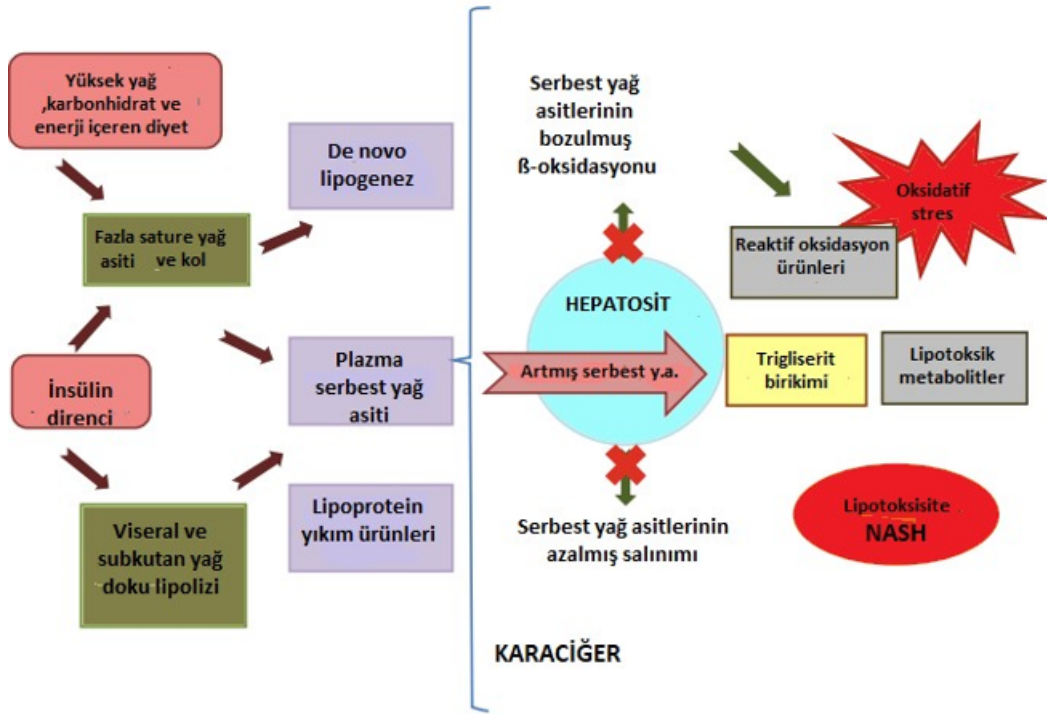 Yüksek yağ
,karbonhidrat ve
enerji içeren diyet
De novo
lipogenez
Fazla sature yağ
asiti ve kol
İnsülin
direnci
Plazma
serbest yağ
asiti
Viseral ve
subkutan yağ
doku lipolizi
Lipoprotein
yıkım ürünleri
Serbest yağ
asitlerinin
bozulmuş
ß-oksidasyonu
HEPATOSİT
Artmış serbest y.a.
Serbest yağ asitlerinin
azalmış salınımı
KARACİĞER
Oksidatif
stres
Reaktif oksidasyon
ürünleri
Trigliserit
birikimi
Lipotoksik
metabolitler
Lipotoksisite
NASH